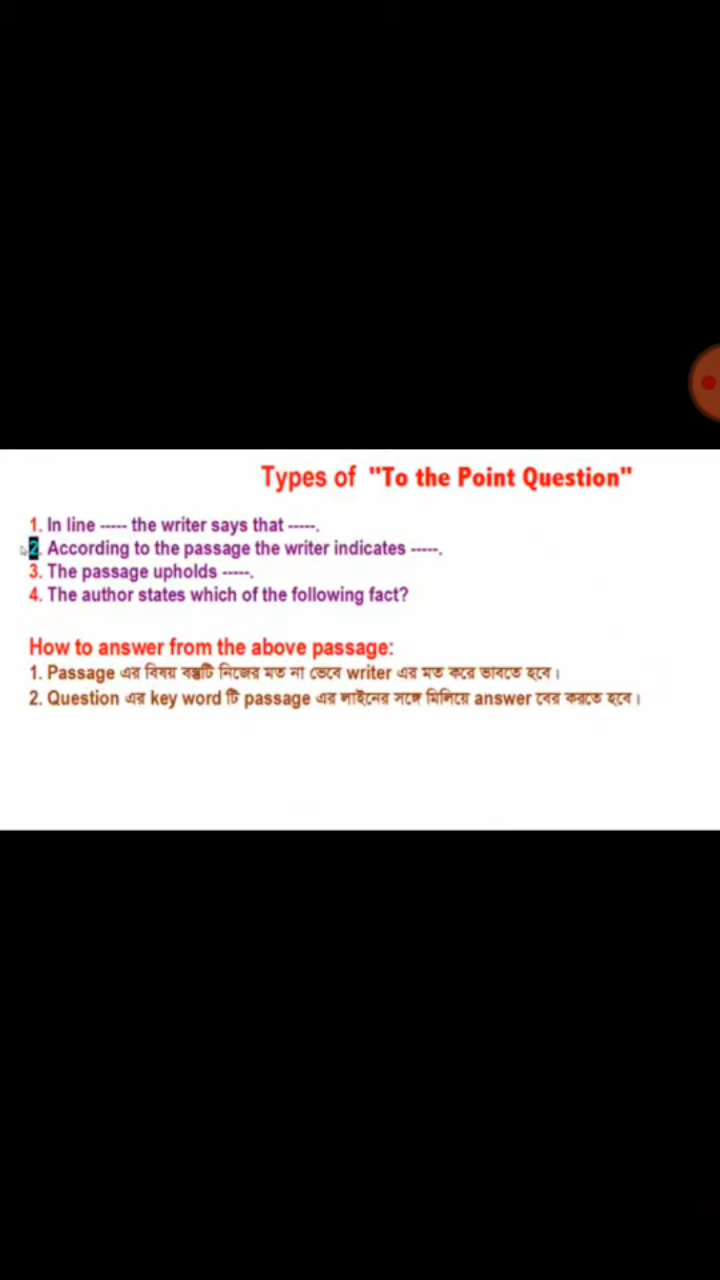 Types of "To the Point Question"
1. In line ----- the writer says that -----.
2. According to the passage the writer indicates -----.
3. The passage upholds -----.
4. The author states which of the following fact?
How to answer from the above passage:
1. Passage এর বিষয় বস্তুটি নিজের মত না ভেবে writer এর মত করে ভাবতে হবে।
2. Question এর key word টি passage এর লাইনের সঙ্গে মিলিয়ে answer বের করতে হবে।